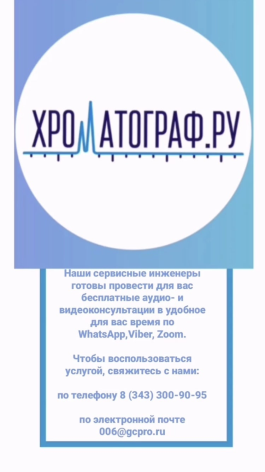 ХРОМАТОГРАФ.РУ
Наши сервисные инженеры
готовы провести для вас
бесплатные аудио- и
видеоконсультации в удобное
для вас время по
WhatsApp,Viber, Zoom.
Чтобы воспользоваться
услугой, свяжитесь с нами:
по телефону 8 (343) 300-90-95
по электронной почте
006@gcpro.ru